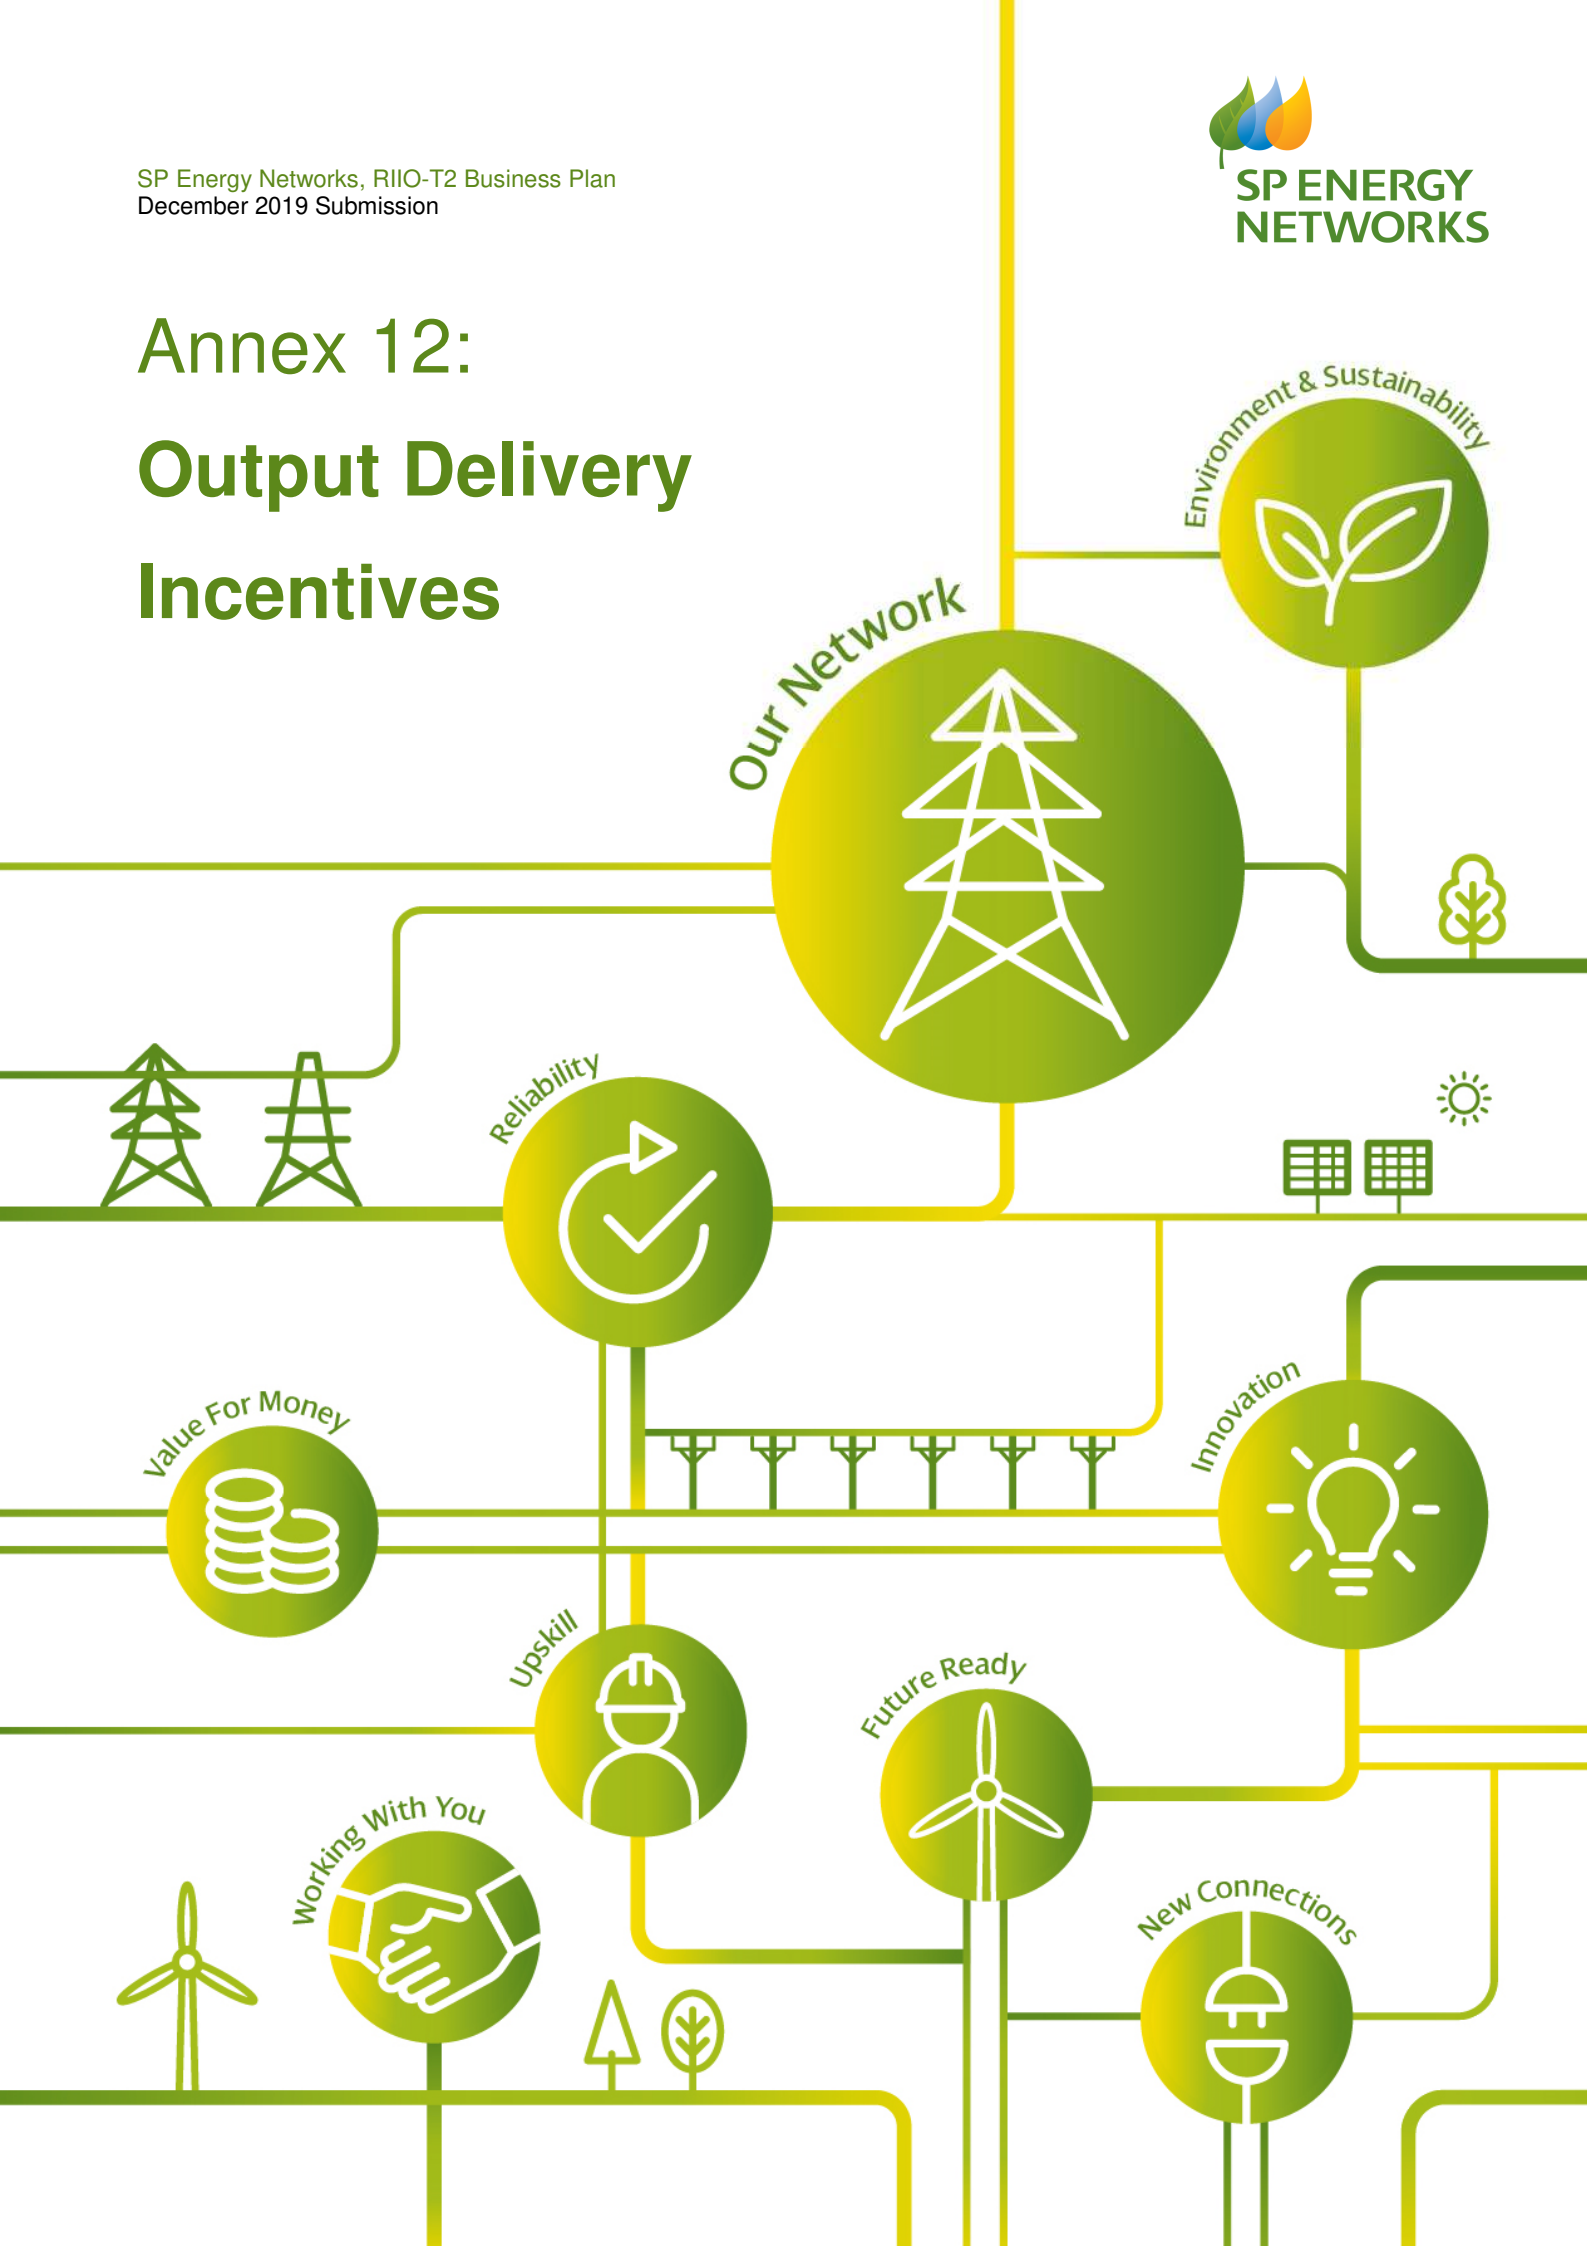 SP Energy Networks, RIIO-T2 Business Plan
December 2019 Submission
SP ENERGY
NETWORKS
Annex 12:
Output Delivery
Incentives
Environment & Sustainability
Our Network
Reliability
Value For Money
Innovation
Upskill
Future Ready
Working With You
New Connections